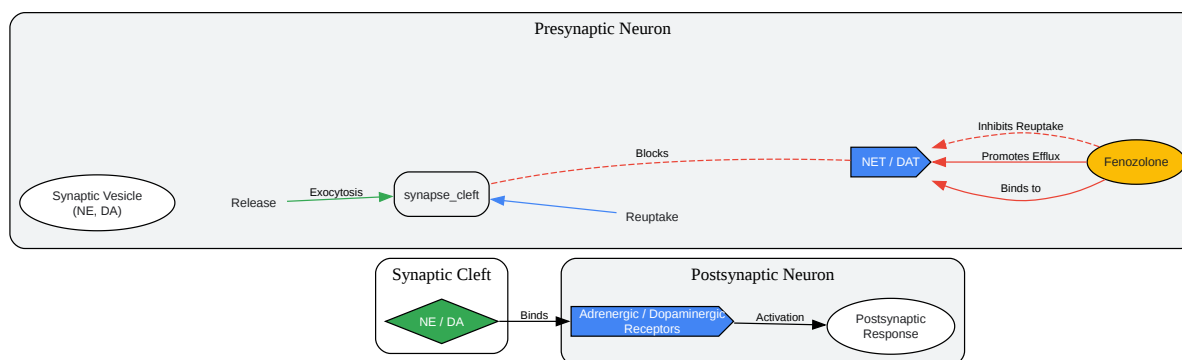 Presynaptic Neuron
Inhibits Reuptake
Blocks
NET / DAT
Promotes Efflux
Fenozolone
Synaptic Vesicle
(NE, DA)
Release
Exocytosis
synapse_cleft
Reuptake
Binds to
Synaptic Cleft
NE / DA
Binds
Postsynaptic Neuron
Adrenergic / Dopaminergic
Receptors
Activation
Postsynaptic
Response